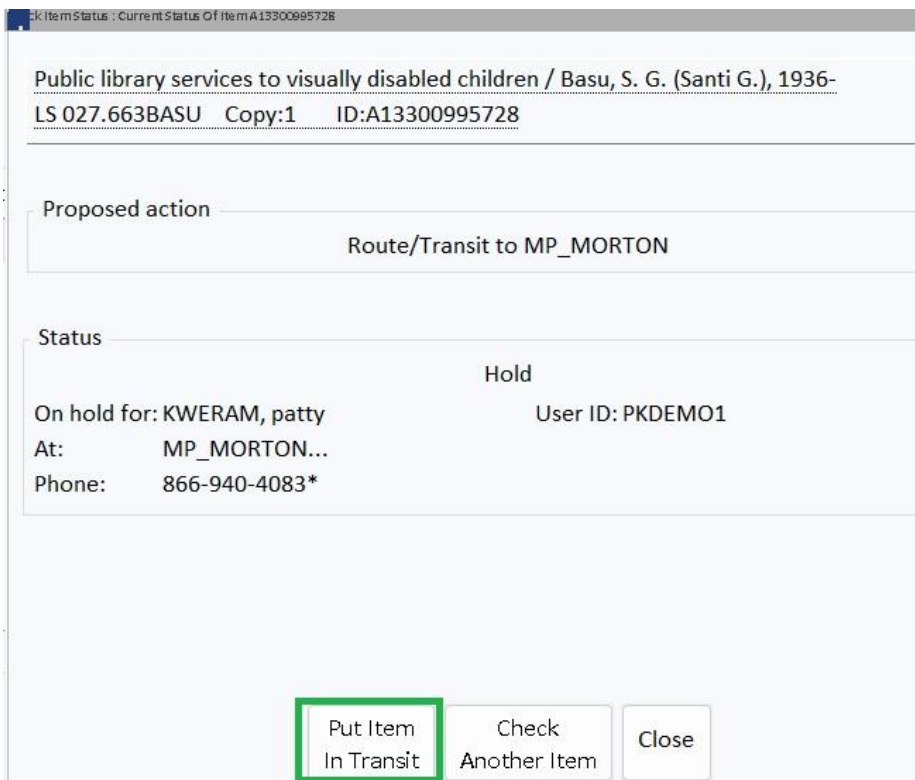 ck Item Status : Current Status Of Item A13300995728
Public library services to visually disabled children / Basu, S. G. (Santi G.), 1936-
LS 027.663BASU Copy:1 ID:A13300995728
Proposed action
Route/Transit to MP_MORTON
Status
Hold
On hold for: KWERAM, patty User ID: PKDEMO1
At: MP_MORTON...
Phone: 866-940-4083*
Put Item Check Close
In Transit Another Item